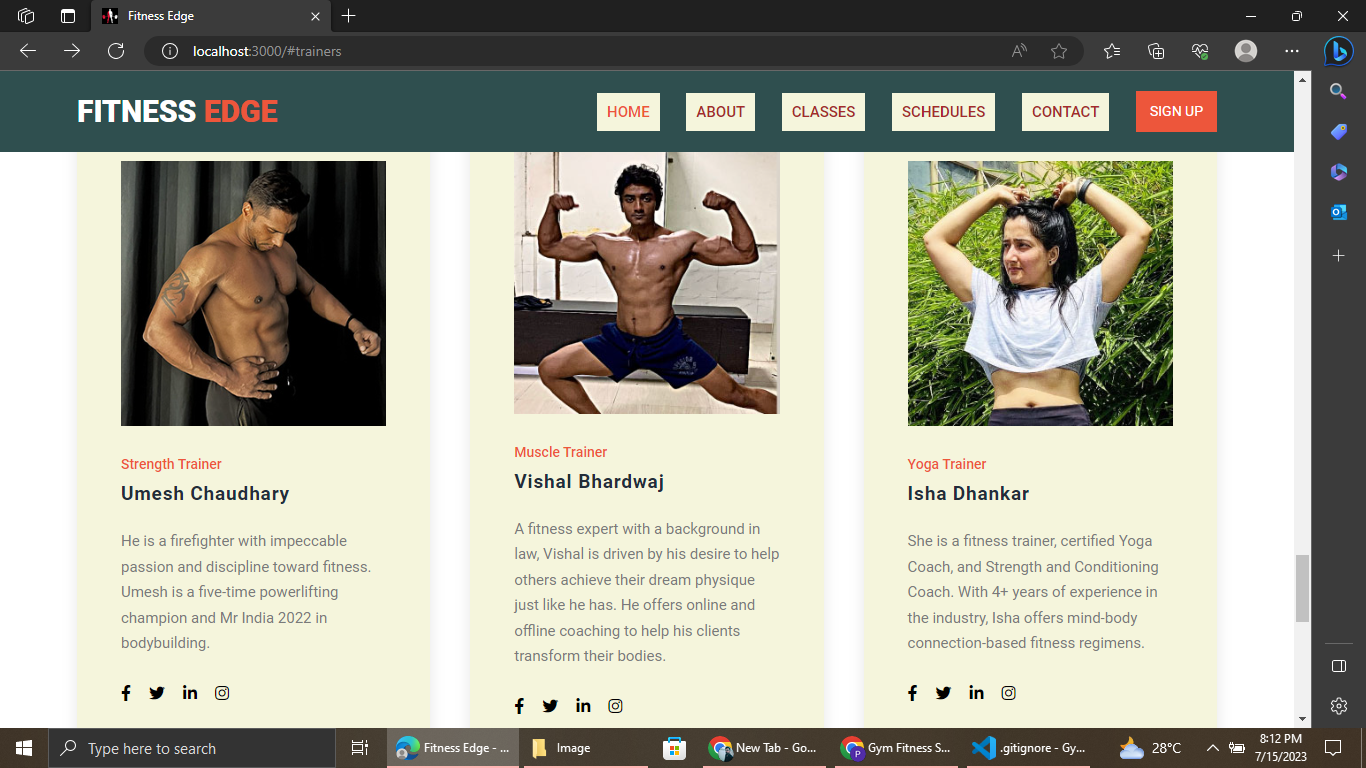 Fitness Edge
localhost:3000/#trainers
FITNESS EDGE
HOME
ABOUT
CLASSES
SCHEDULES
CONTACT
SIGN UP
Strength Trainer
Umesh Chaudhary
He is a firefighter with impeccable
passion and discipline toward fitness.
Umesh is a five-time powerlifting
champion and Mr India 2022 in
bodybuilding.
Muscle Trainer
Vishal Bhardwaj
A fitness expert with a background in
law, Vishal is driven by his desire to help
others achieve their dream physique
just like he has. He offers online and
offline coaching to help his clients
transform their bodies.
Yoga Trainer
Isha Dhankar
She is a fitness trainer, certified Yoga
Coach, and Strength and Conditioning
Coach. With 4+ years of experience in
the industry, Isha offers mind-body
connection-based fitness regimens.
Type here to search
Fitness Edge - ...
Image
New Tab - Go...
Gym Fitness S...
.gitignore - Gy...
28°C
8:12 PM
7/15/2023